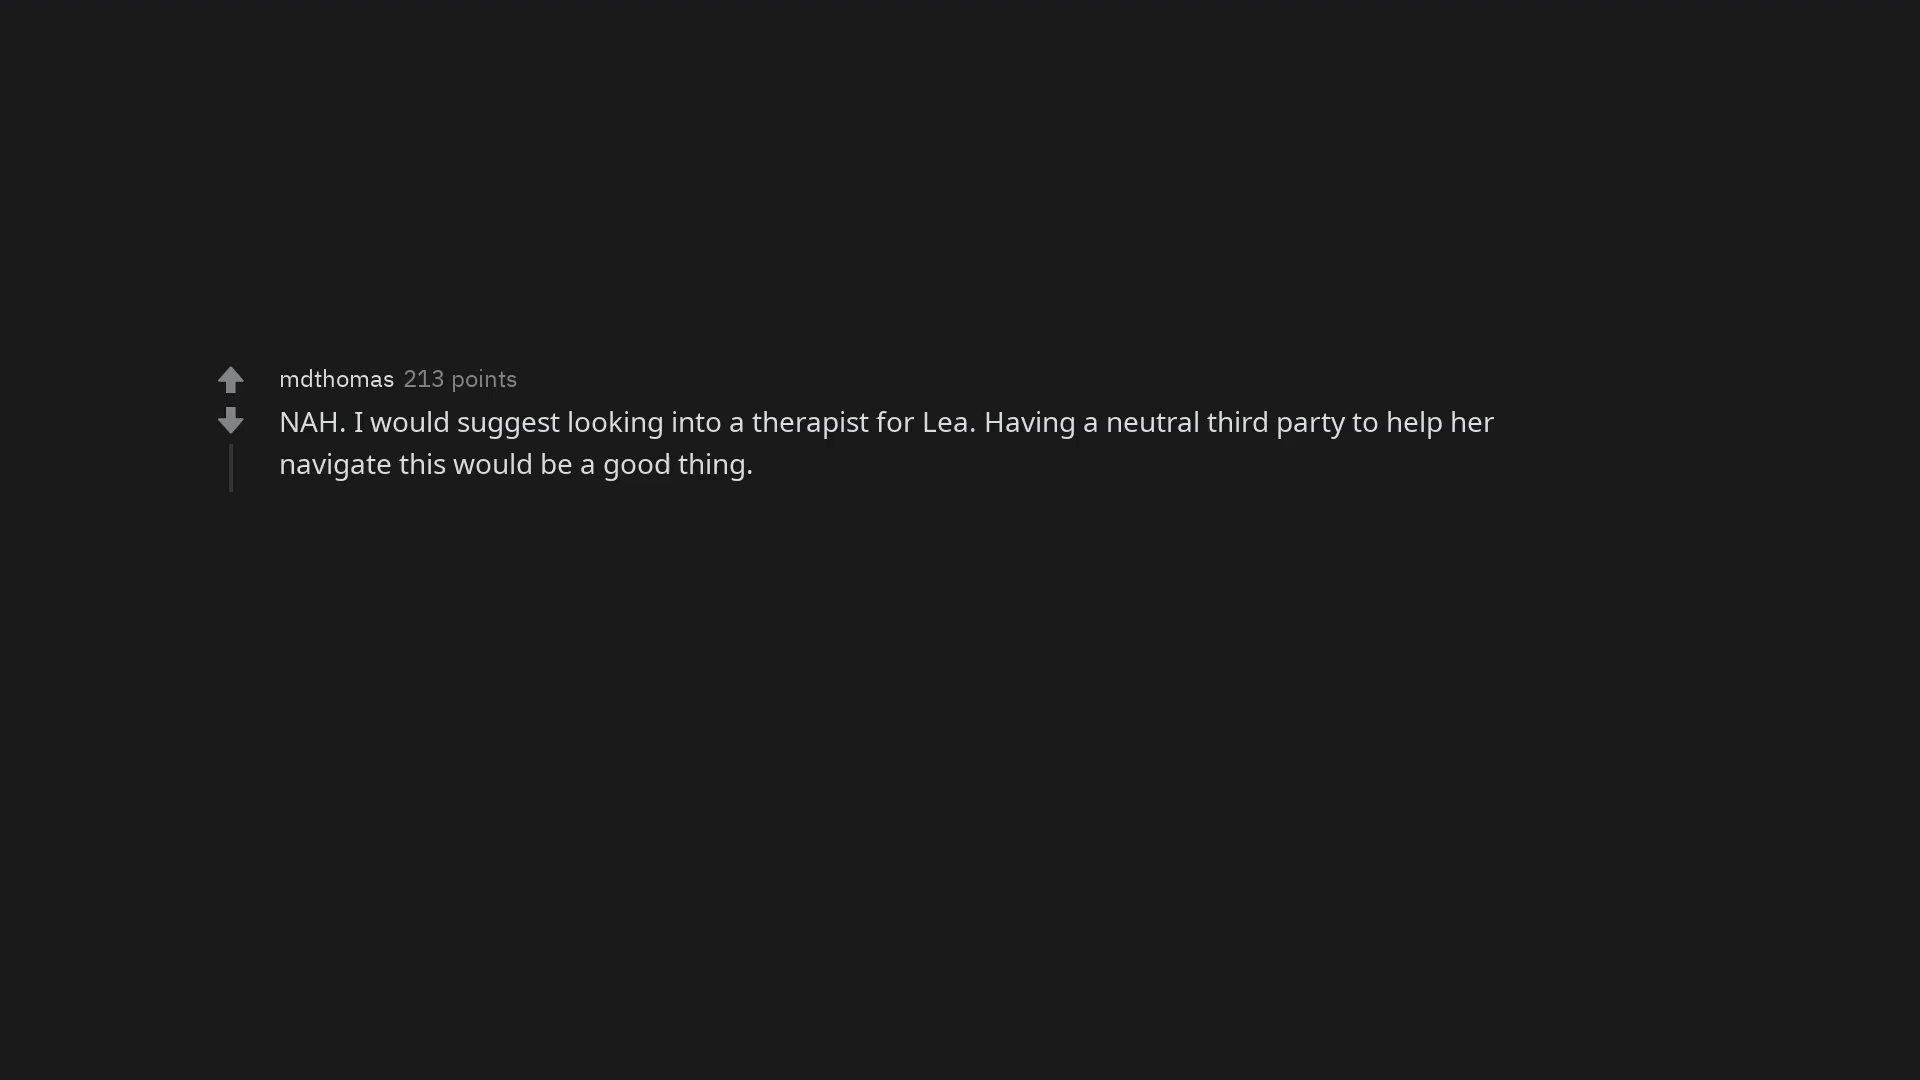 mdthomas 213 points
NAH. I would suggest looking into a therapist for Lea. Having a neutral third party to help her
navigate this would be a good thing.